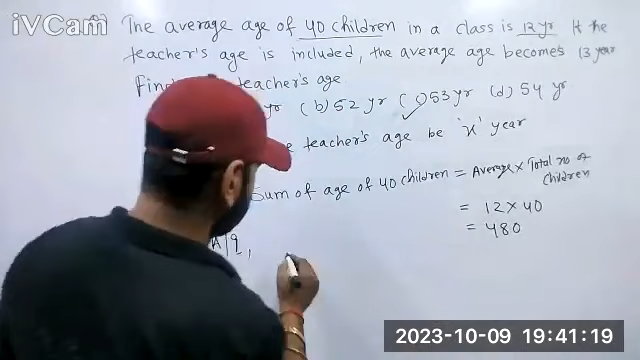 iVCam
The average age of 40 children in a class is 12 yr If the
teacher's age is included, the average age becomes 13 year
Find teacher's age
yr (b) 52 yr (c) 53 yr (d) 54 yr
teacher's age be 'x' year
Sum of age of 40 children = Average × Total no of
children
= 12 × 40
= 480
A/q,
2023-10-09 19:41:19